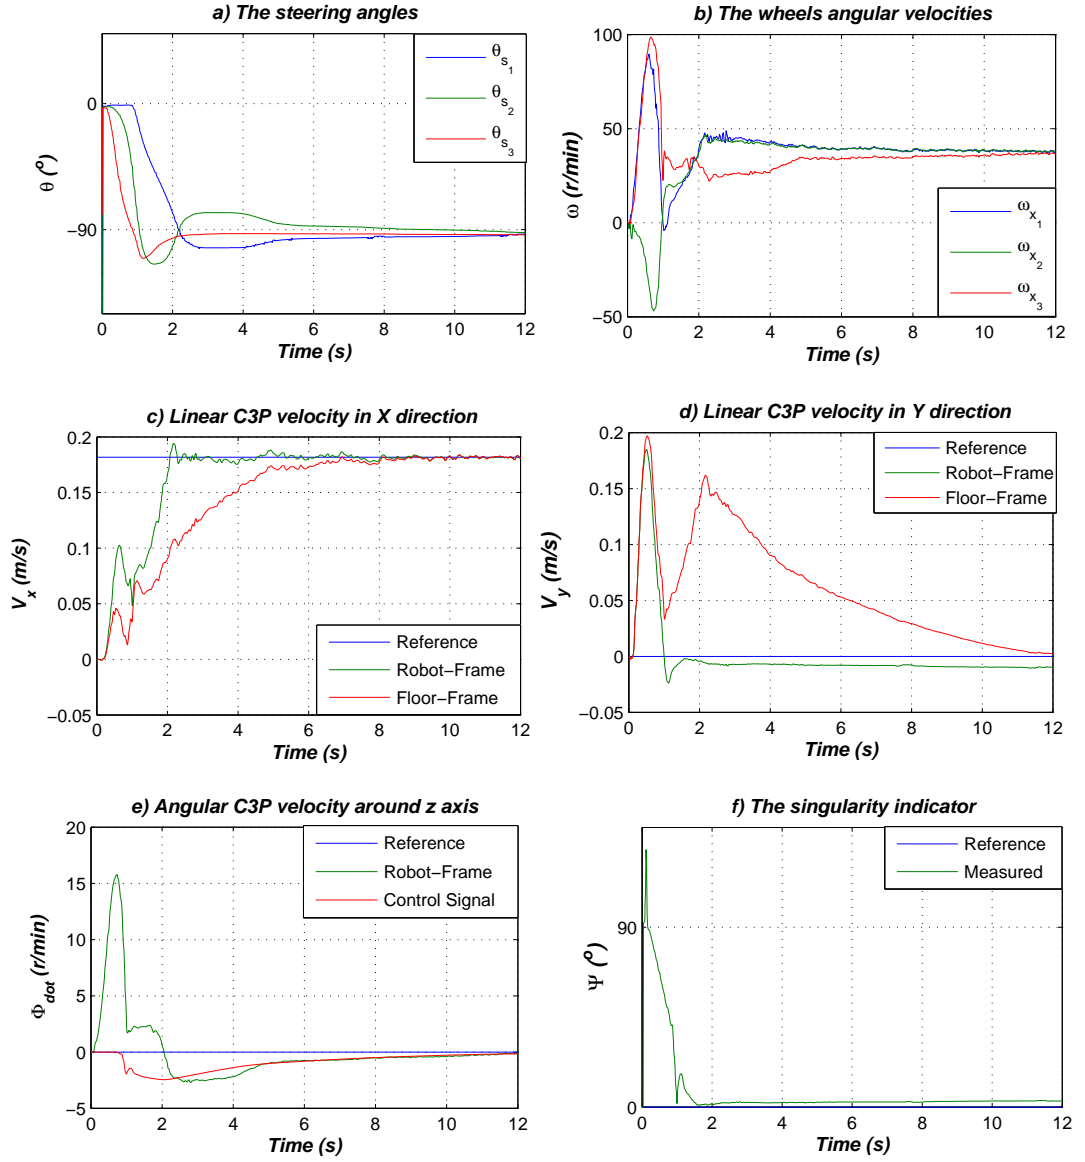 a) The steering angles
θs1
θs2
θs3
0
−90
θ (º)
0 2 4 6 8 10 12
Time (s)
b) The wheels angular velocities
100
50
0
−50
ω (r/min)
ωx1
ωx2
ωx3
0 2 4 6 8 10 12
Time (s)
c) Linear C3P velocity in X direction
0.2
0.15
0.1
0.05
0
−0.05
Vx (m/s)
Reference
Robot−Frame
Floor−Frame
0 2 4 6 8 10 12
Time (s)
d) Linear C3P velocity in Y direction
0.2
0.15
0.1
0.05
0
−0.05
Vy (m/s)
Reference
Robot−Frame
Floor−Frame
0 2 4 6 8 10 12
Time (s)
e) Angular C3P velocity around z axis
20
15
10
5
0
−5
Φdot (r/min)
Reference
Robot−Frame
Control Signal
0 2 4 6 8 10 12
Time (s)
f) The singularity indicator
Reference
Measured
90
0
Ψ (º)
0 2 4 6 8 10 12
Time (s)